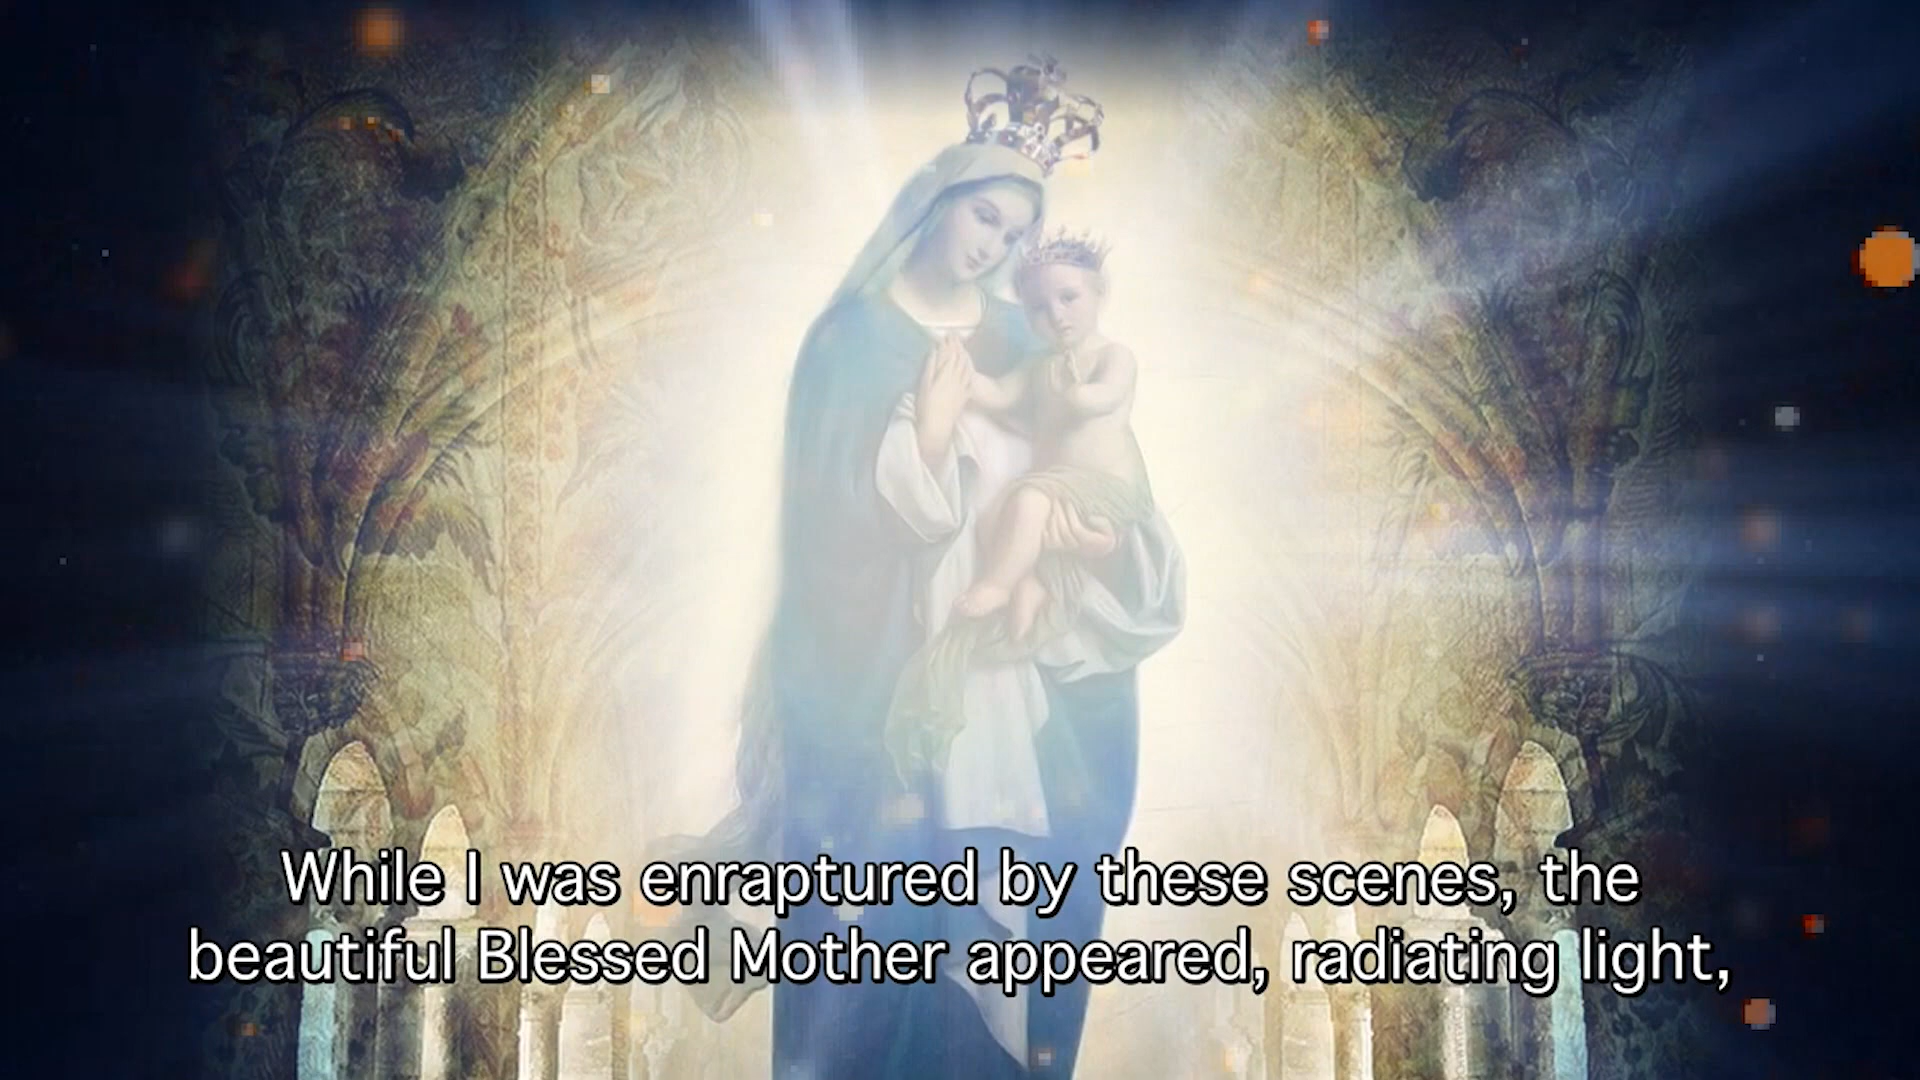 While I was enraptured by these scenes, the
beautiful Blessed Mother appeared, radiating light,